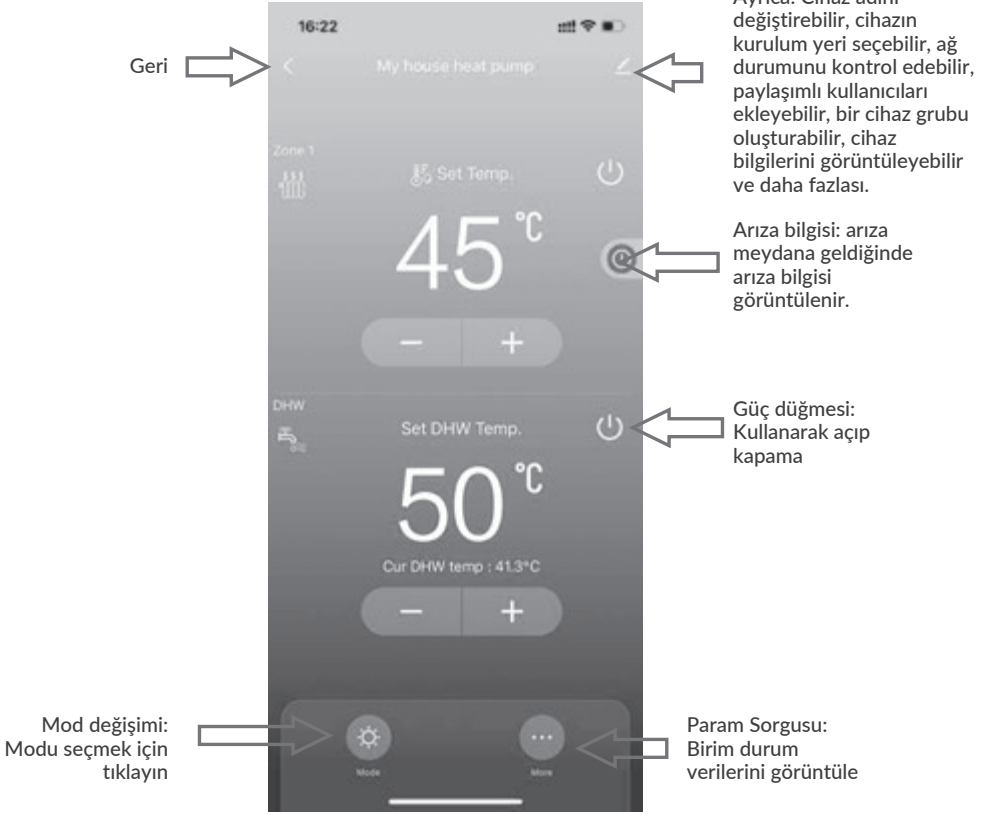 Ayrıca: Cihaz adını
değiştirebilir, cihazın
kurulum yeri seçebilir, ağ
durumunu kontrol edebilir,
paylaşımlı kullanıcıları
ekleyebilir, bir cihaz grubu
oluşturabilir, cihaz
bilgilerini görüntüleyebilir
ve daha fazlası.
16:22
Geri
My house heat pump
Zone 1
Set Temp.
45 °C
Arıza bilgisi: arıza
meydana geldiğinde
arıza bilgisi
görüntülenir.
− +
DHW
Set DHW Temp.
Güç düğmesi:
Kullanarak açıp
kapama
50 °C
Cur DHW temp : 41.3°C
− +
Mod değişimi:
Modu seçmek için
tıklayın
Mode
More
Param Sorgusu:
Birim durum
verilerini görüntüle